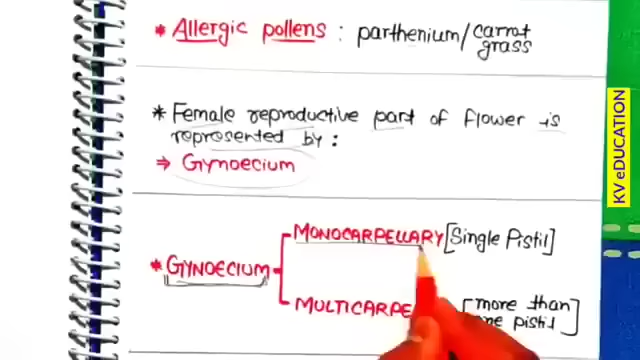 * Allergic pollens : parthenium/carrot
grass
* Female reproductive part of flower is
represented by :
⇒ Gynoecium
MONOCARPELLARY [Single Pistil]
* GYNOECIUM
MULTICARPE [more than
pistil]
KV eDUCATION